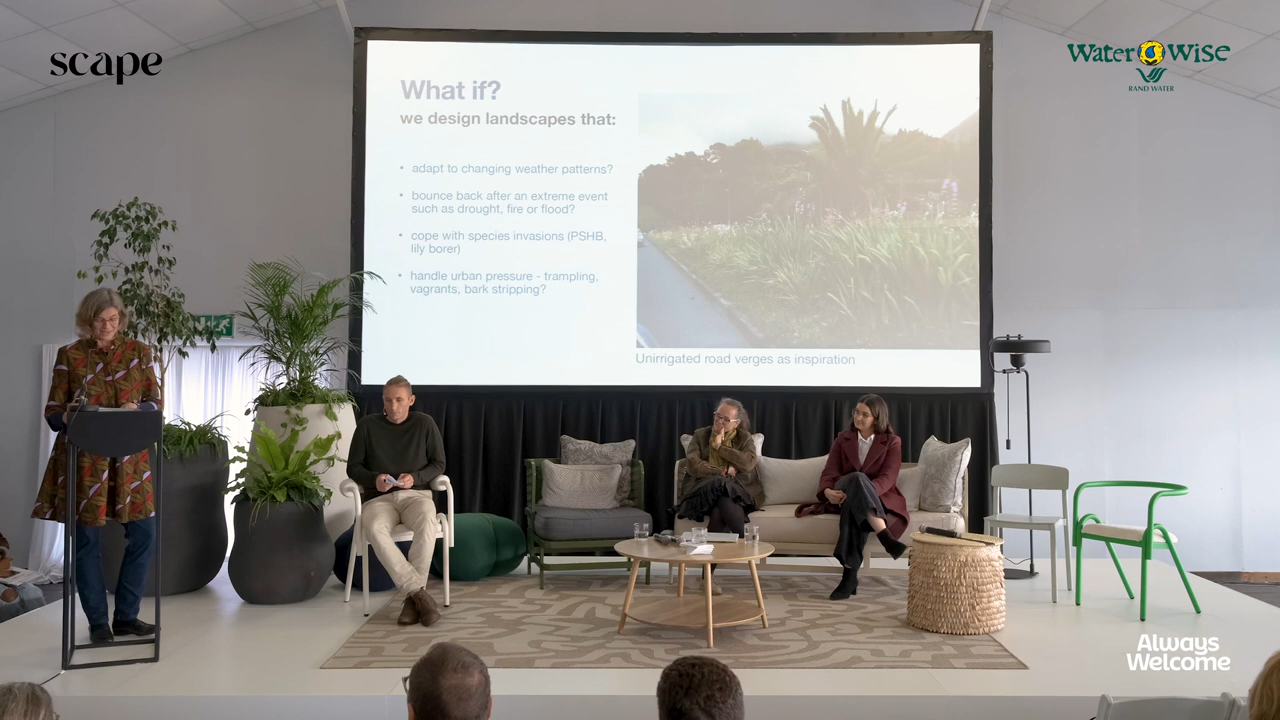 scape
Water Wise
RAND WATER
What if?
we design landscapes that:
• adapt to changing weather patterns?
• bounce back after an extreme event
such as drought, fire or flood?
• cope with species invasions (PSHB,
lily borer)
• handle urban pressure - trampling,
vagrants, bark stripping?
Unirrigated road verges as inspiration
Always
Welcome